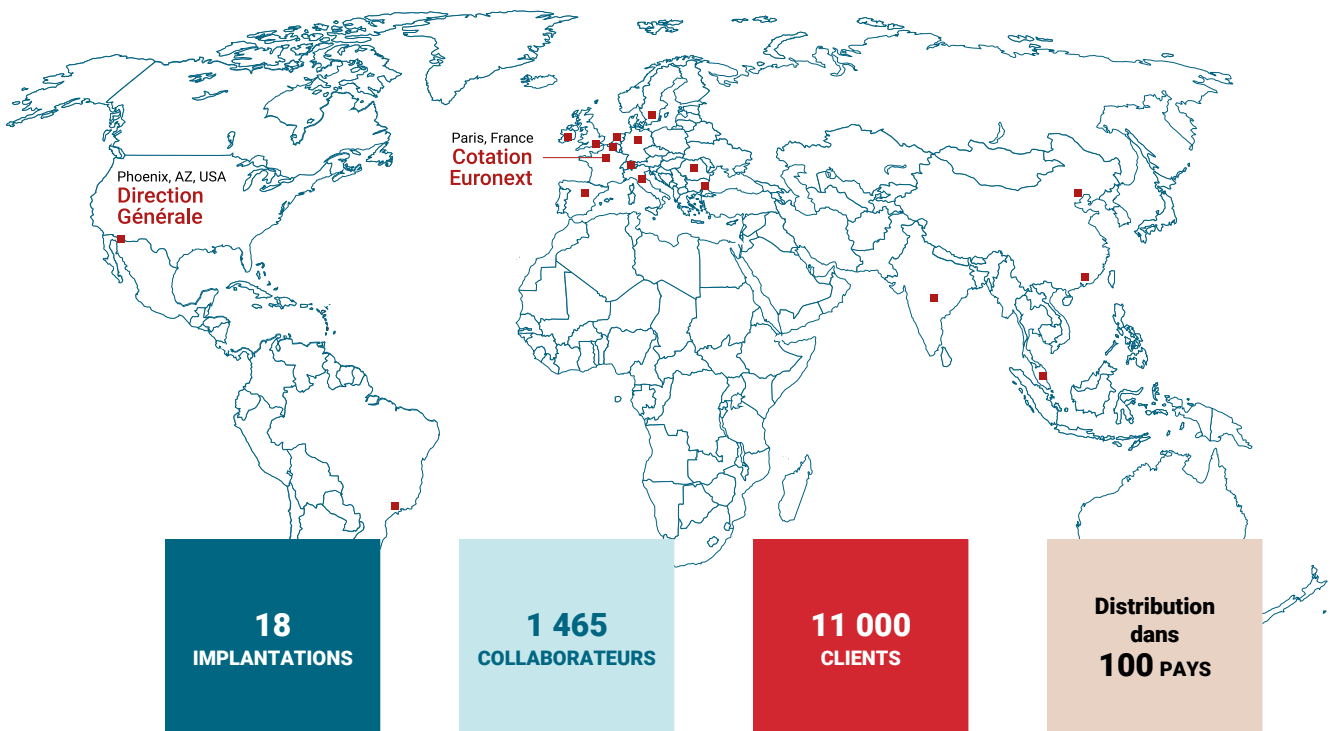 Paris, France
Cotation
Euronext
Phoenix, AZ, USA
Direction
Générale
18
IMPLANTATIONS
1 465
COLLABORATEURS
11 000
CLIENTS
Distribution
dans
100 PAYS